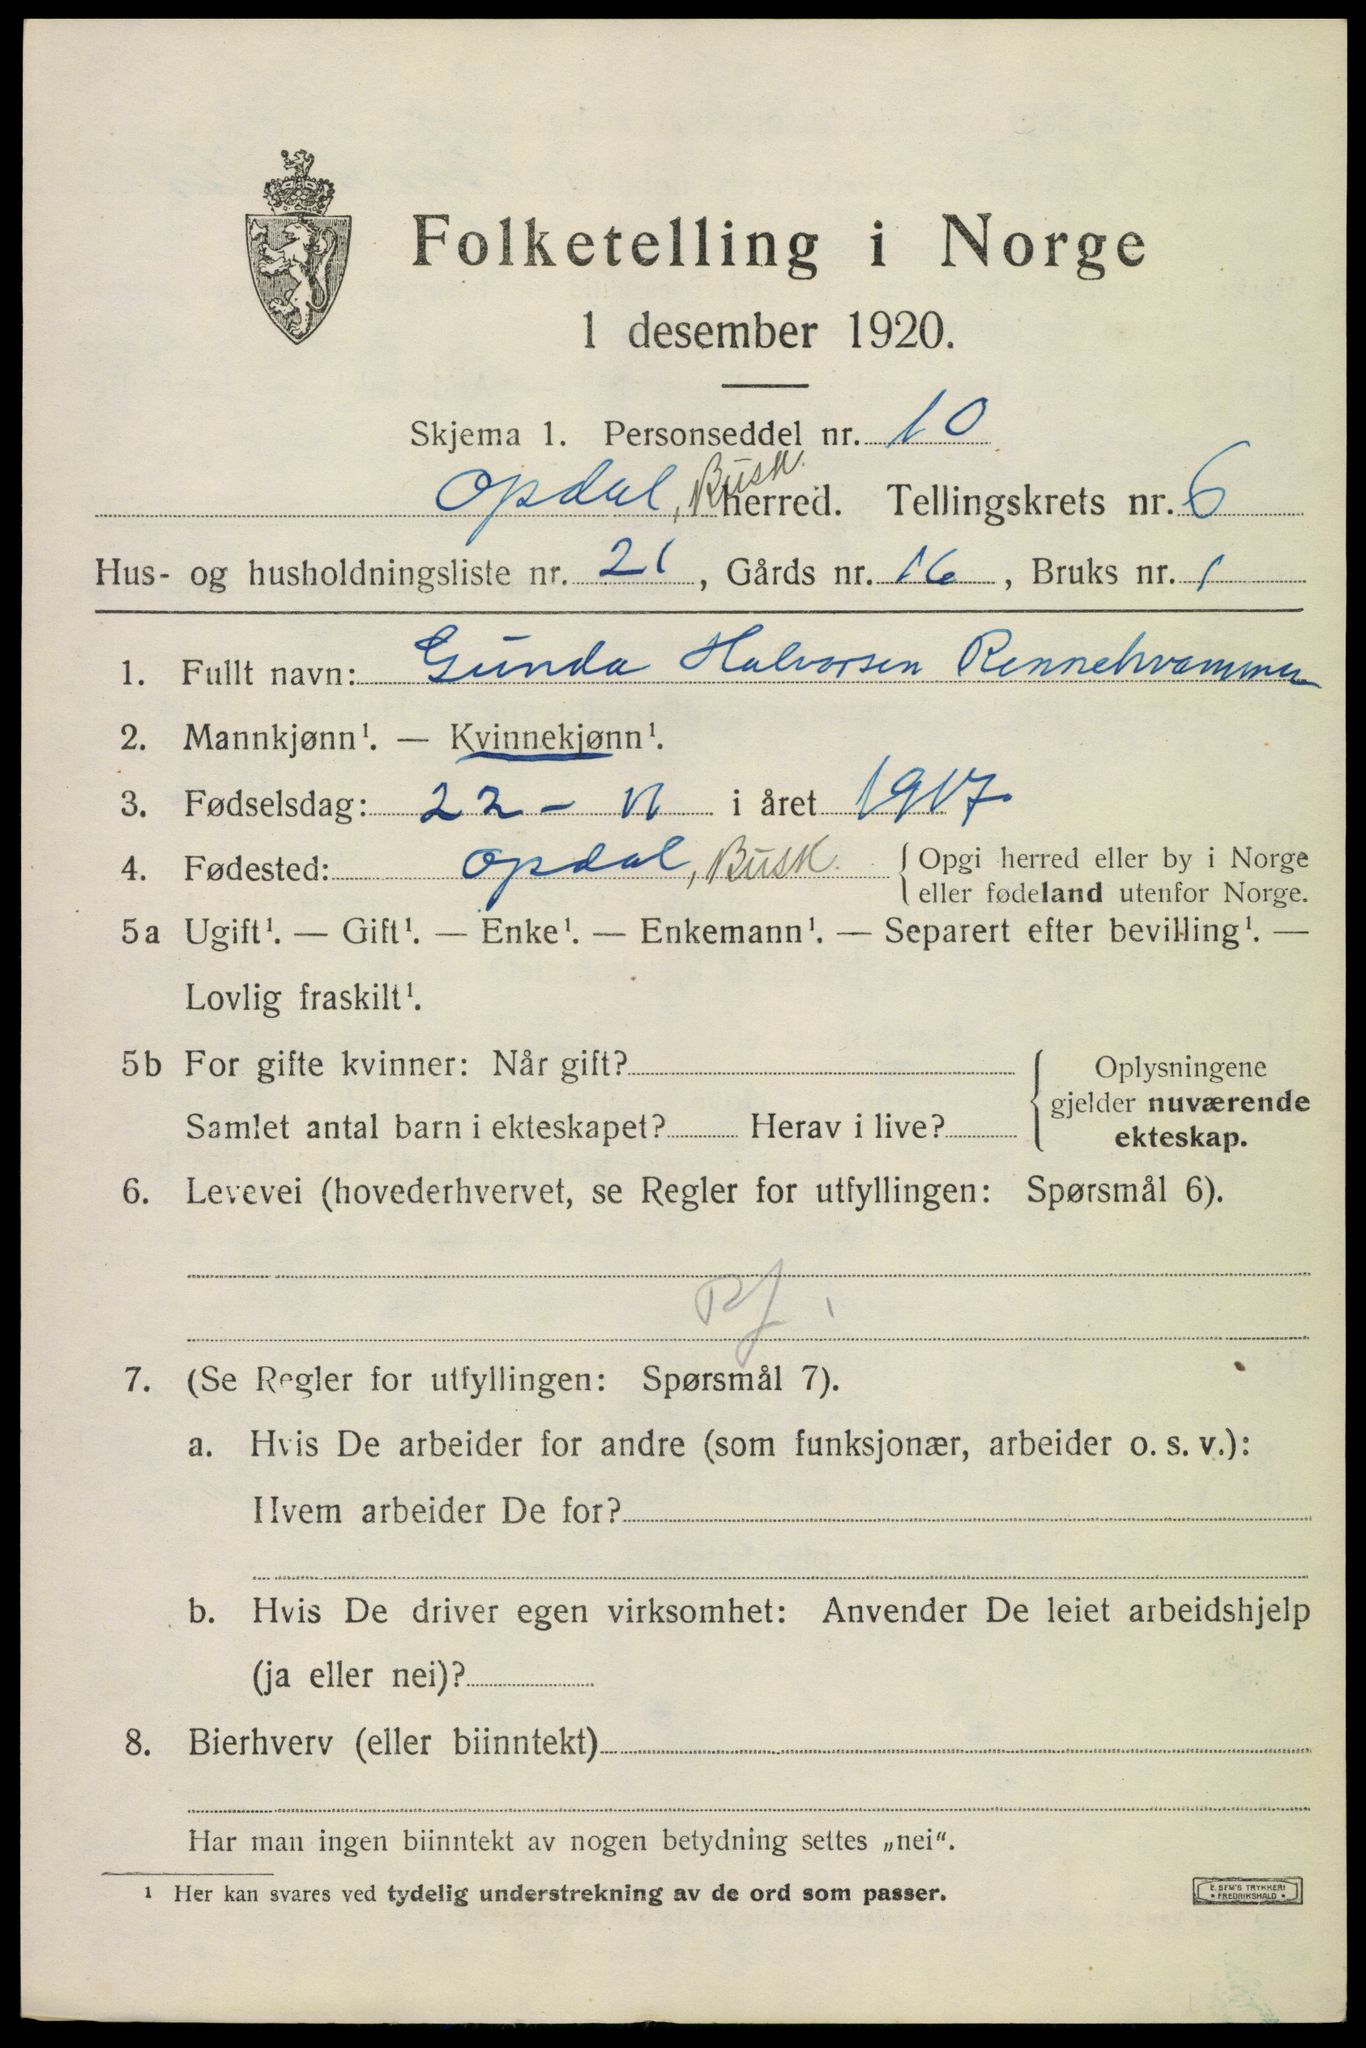 Folketelling i Norge
1 desember 1920.
Skjema 1. Personseddel nr. 10
Opdal, Busk. herred. Tellingskrets nr. 6
Hus- og husholdningsliste nr. 21, Gårds nr. 16, Bruks nr. 1
1. Fullt navn: Gunda Halvorsen
2. Mannkjønn¹. — Kvinnekjønn¹.
3. Fødselsdag: 22 - 11 i året 1917.
4. Fødested: Opdal, Busk. { Opgi herred eller by i Norge
eller fødeland utenfor Norge.
5a Ugift¹. — Gift¹. — Enke¹. — Enkemann¹. — Separert efter bevilling¹. —
Lovlig fraskilt¹.
5b For gifte kvinner: Når gift?
Samlet antal barn i ekteskapet? Herav i live?
{ Oplysningene
gjelder nuværende
ekteskap.
6. Levevei (hovederhvervet, se Regler for utfyllingen: Spørsmål 6).
7. (Se Regler for utfyllingen: Spørsmål 7).
a. Hvis De arbeider for andre (som funksjonær, arbeider o. s. v.):
Hvem arbeider De for?
b. Hvis De driver egen virksomhet: Anvender De leiet arbeidshjelp
(ja eller nei)?
8. Bierhverv (eller biinntekt)
Har man ingen biinntekt av nogen betydning settes „nei“.
¹ Her kan svares ved tydelig understrekning av de ord som passer.
E. SEM'S TRYKKERI
• FREDRIKSHALD •